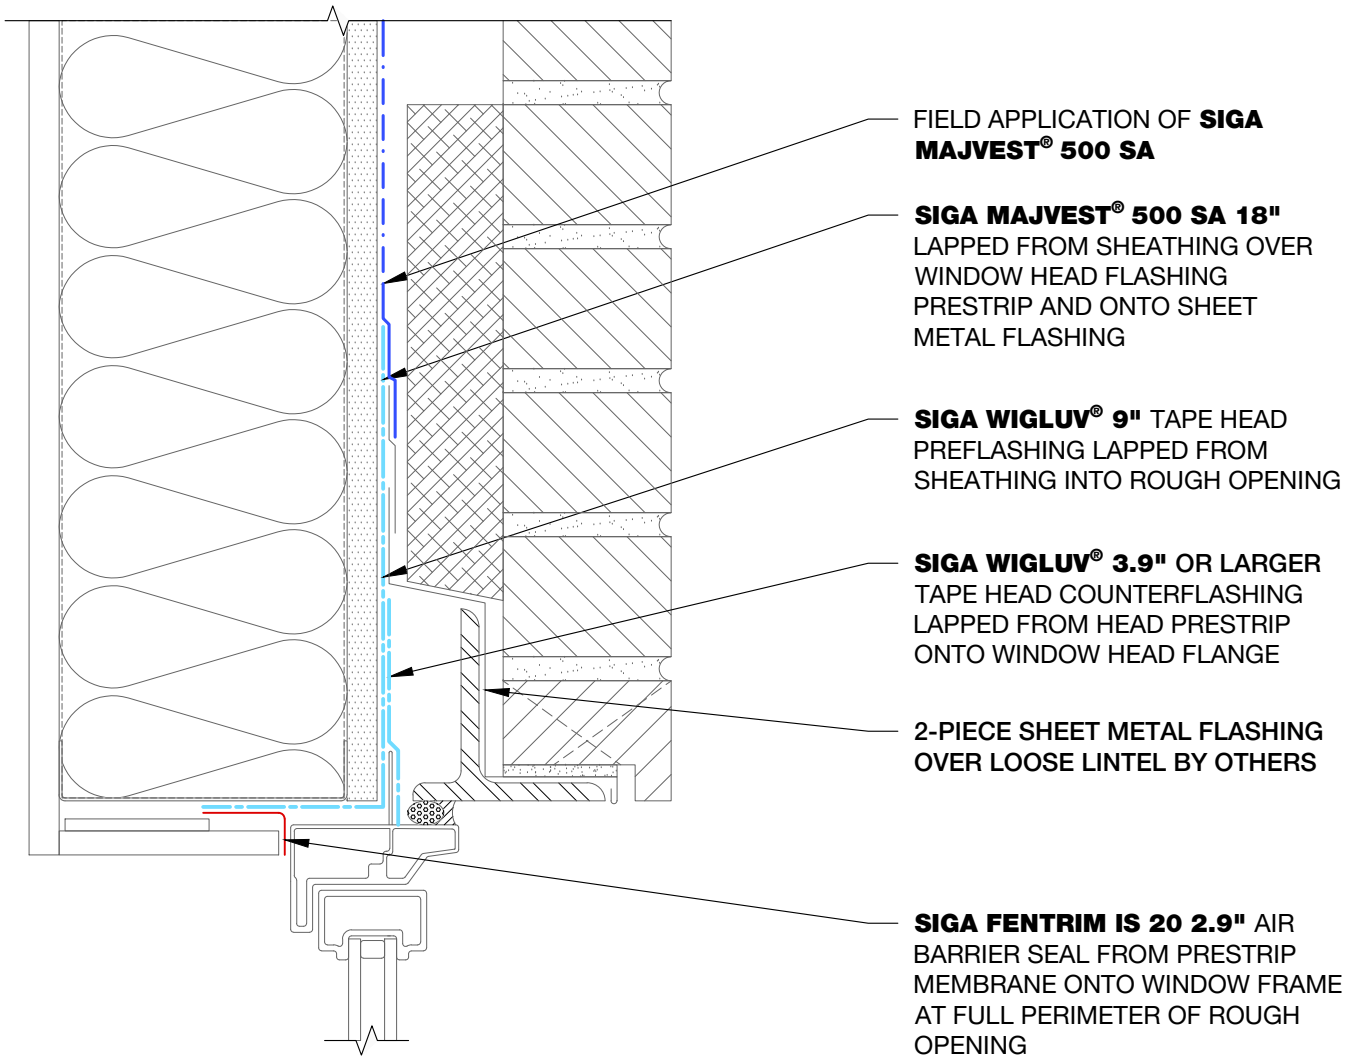 FIELD APPLICATION OF SIGA
MAJVEST® 500 SA
SIGA MAJVEST® 500 SA 18"
LAPPED FROM SHEATHING OVER
WINDOW HEAD FLASHING
PRESTRIP AND ONTO SHEET
METAL FLASHING
SIGA WIGLUV® 9" TAPE HEAD
PREFLASHING LAPPED FROM
SHEATHING INTO ROUGH OPENING
SIGA WIGLUV® 3.9" OR LARGER
TAPE HEAD COUNTERFLASHING
LAPPED FROM HEAD PRESTRIP
ONTO WINDOW HEAD FLANGE
2-PIECE SHEET METAL FLASHING
OVER LOOSE LINTEL BY OTHERS
SIGA FENTRIM IS 20 2.9" AIR
BARRIER SEAL FROM PRESTRIP
MEMBRANE ONTO WINDOW FRAME
AT FULL PERIMETER OF ROUGH
OPENING